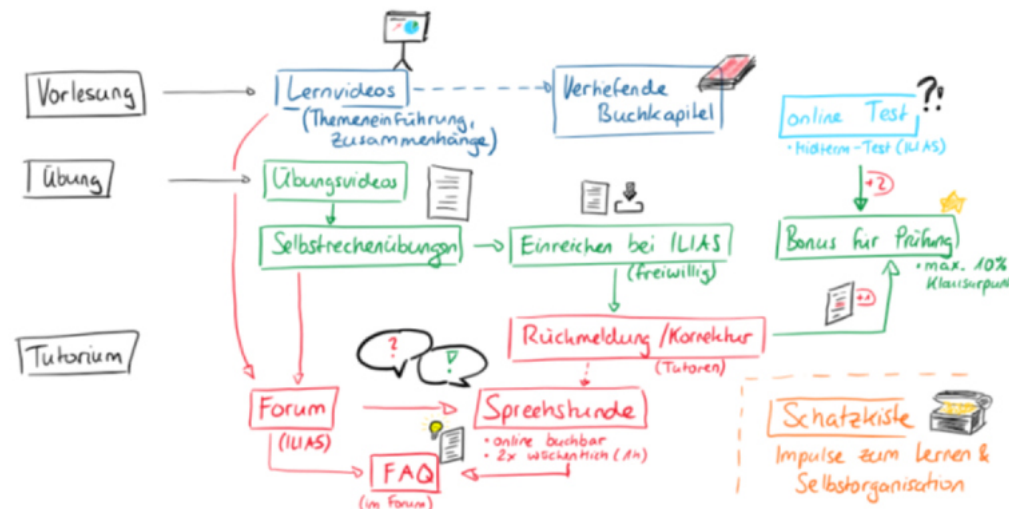 Vorlesung
Lernvideos
(Themeneinführung,
Zusammenhänge)
Vertiefende
Buchkapitel
online Test
?!
• Midterm-Test (ILIAS)
+2
Übung
Übungsvideos
Selbstrechenübungen
Einreichen bei ILIAS
(freiwillig)
Bonus für Prüfung
• max. 10%
Klausurpunkt
+1
Tutorium
?
!
Rückmeldung/Korrektur
(Tutoren)
Forum
(ILIAS)
Sprechstunde
• online buchbar
• 2x wöchentlich (1h)
FAQ
(im Forum)
Schatzkiste
Impulse zum Lernen &
Selbstorganisation